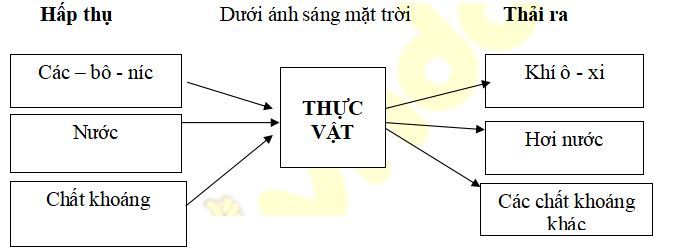 Hấp thụ
Dưới ánh sáng mặt trời
Thải ra
Các – bô - níc
Nước
Chất khoáng
THỰC
VẬT
Khí ô - xi
Hơi nước
Các chất khoáng
khác